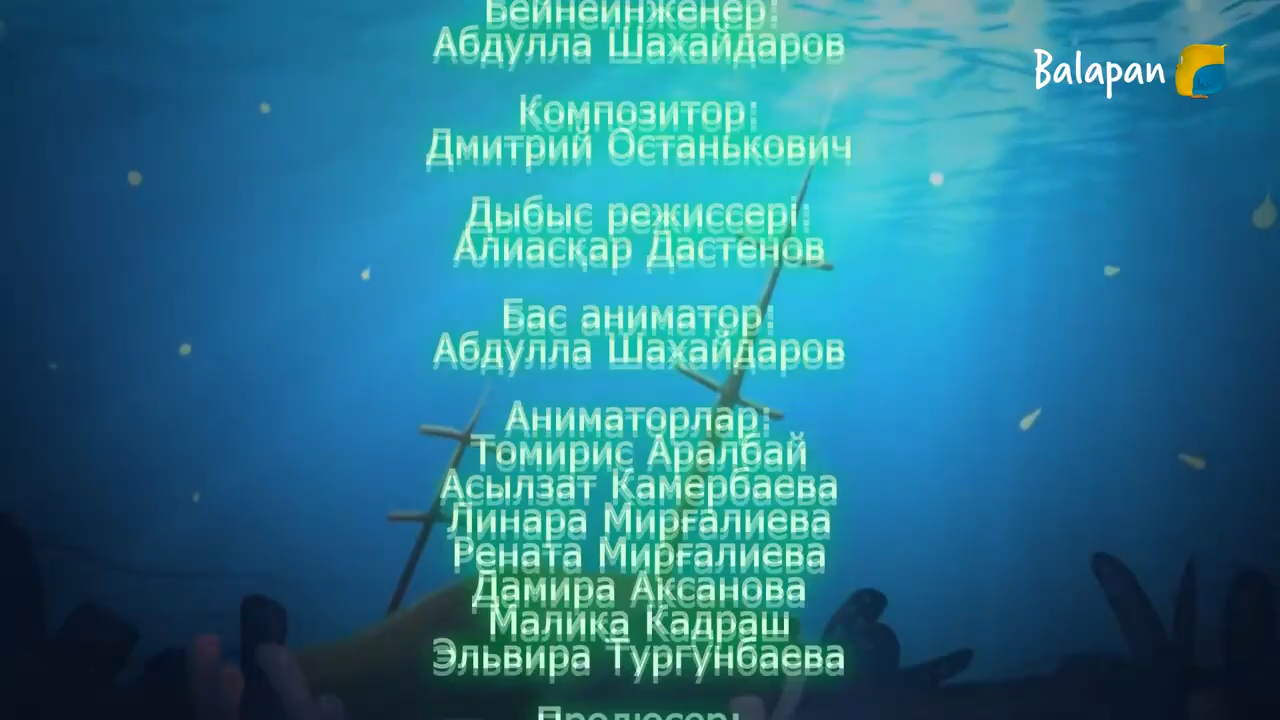 Бейнеинженер:
Абдулла Шахайдаров
Balapan
Композитор:
Дмитрий Останькович
Дыбыс режиссері:
Алиасқар Дастенов
Бас аниматор:
Абдулла Шахайдаров
Аниматорлар:
Томирис Аралбай
Асылзат Қамербаева
Линара Мирғалиева
Рената Мирғалиева
Дамира Аксанова
Малика Кадраш
Эльвира Тургунбаева
Продюсер: